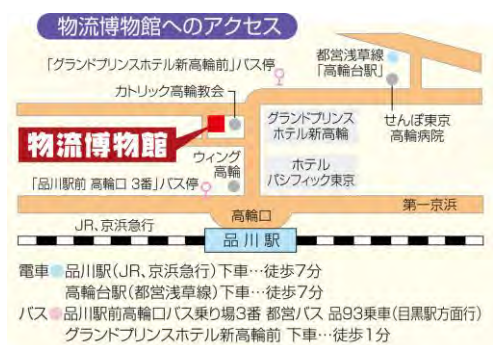 物流博物館へのアクセス
都営浅草線
「高輪台駅」
「グランドプリンスホテル新高輪前」バス停
カトリック高輪教会
グランドプリンス
ホテル新高輪
せんぽ東京
高輪病院
物流博物館
ウィング
高輪
ホテル
パシフィック東京
「品川駅前 高輪口 3番」バス停
第一京浜
高輪口
JR、京浜急行
品川駅
電車●品川駅(JR、京浜急行)下車…徒歩7分
高輪台駅(都営浅草線)下車…徒歩7分
バス●品川駅前高輪口バス乗り場3番 都営バス 品93乗車(目黒駅方面行)
グランドプリンスホテル新高輪前 下車…徒歩1分